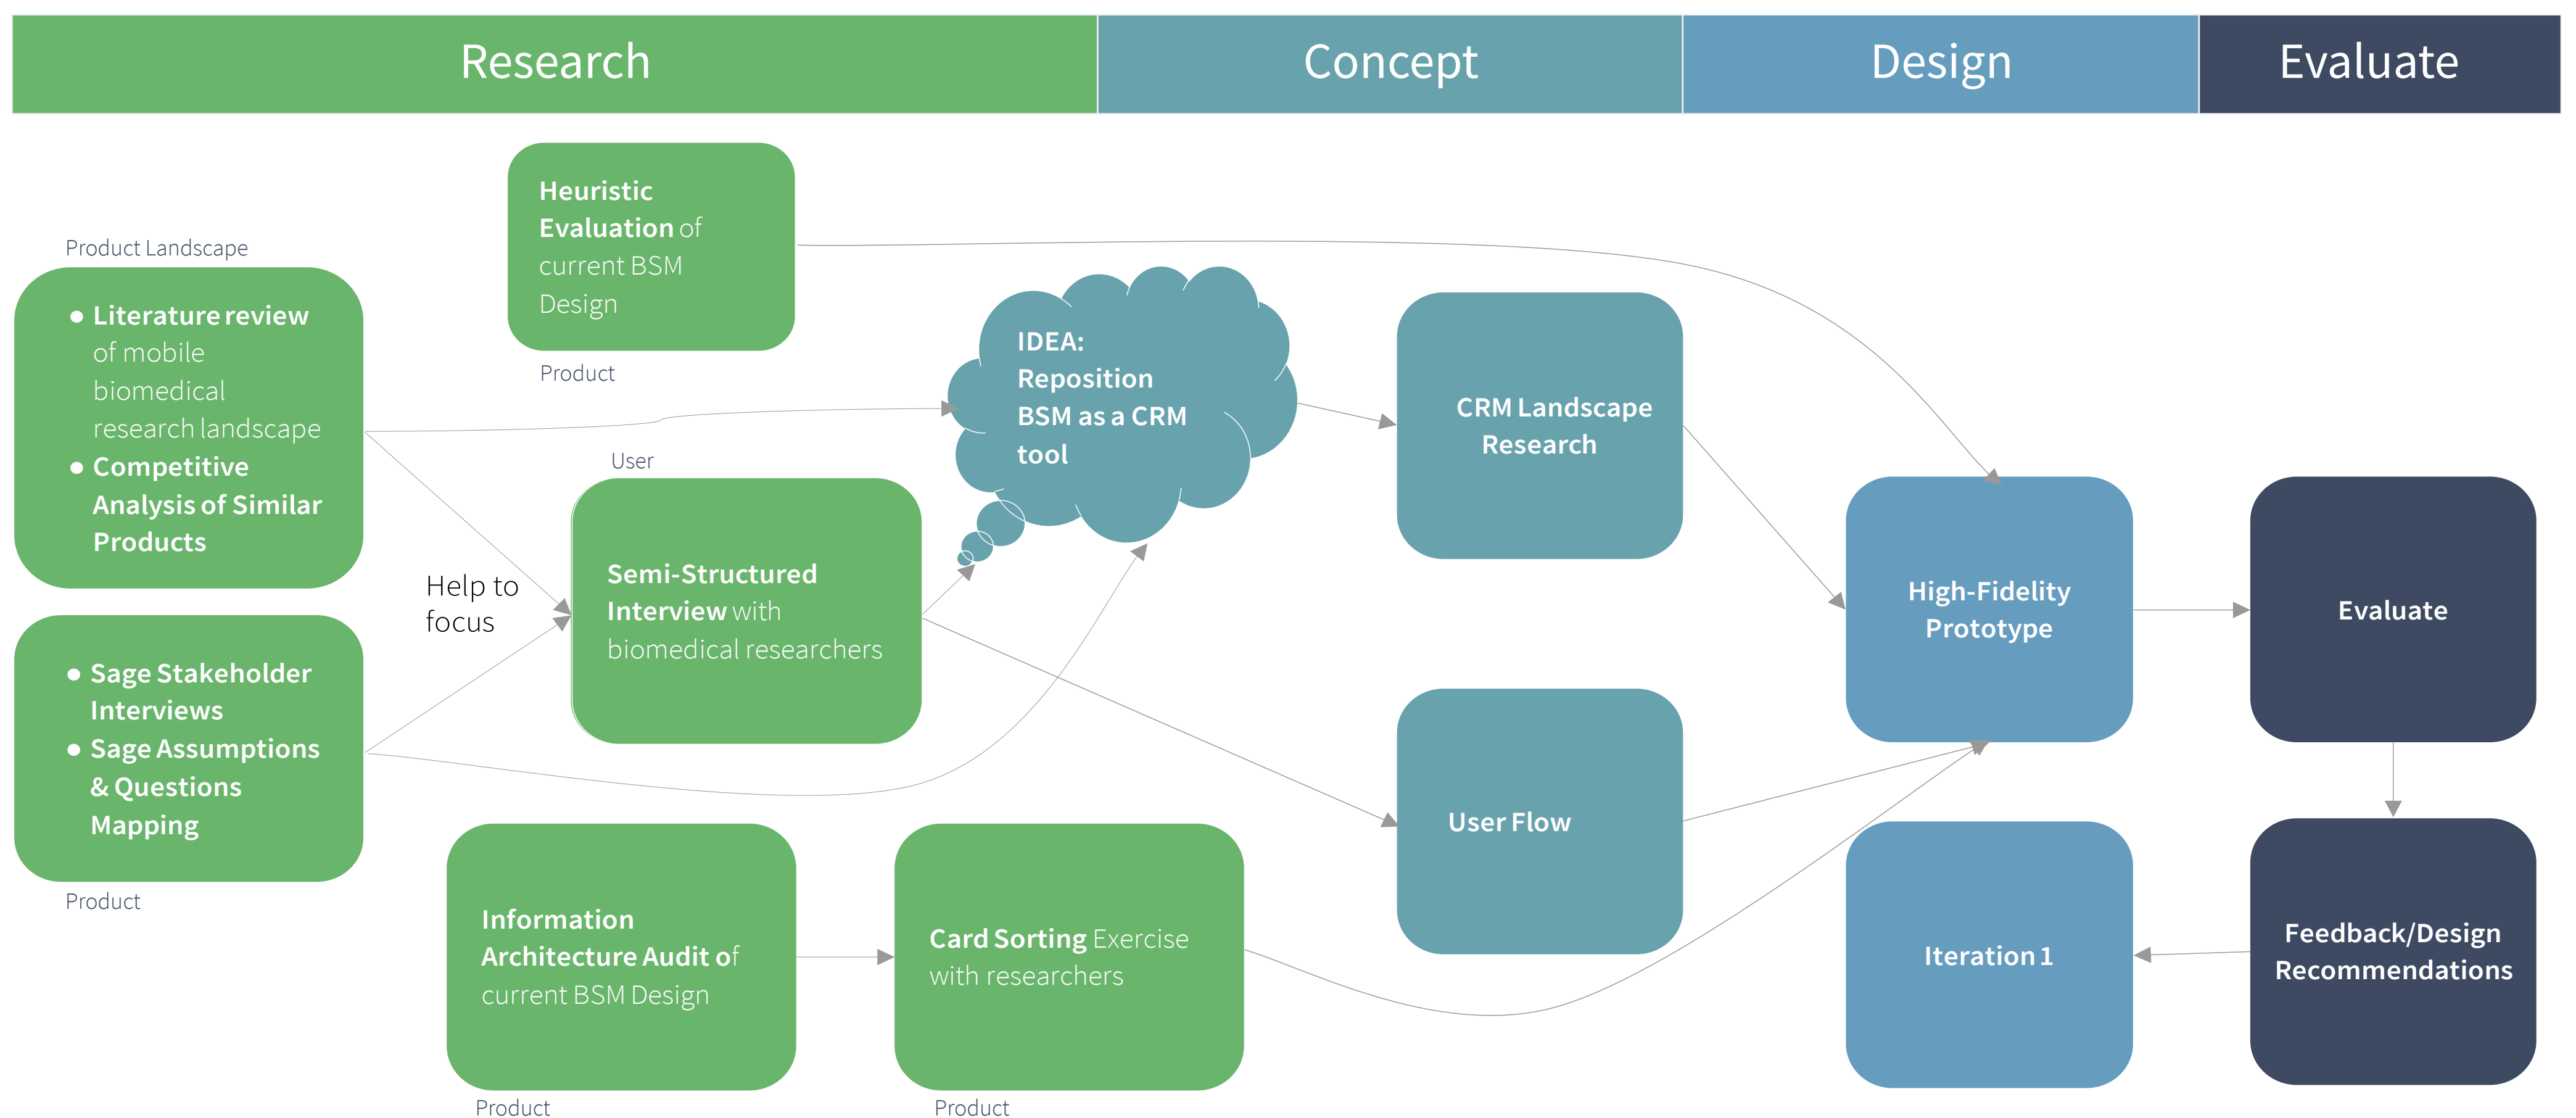 Research
Concept
Design
Evaluate
Heuristic
Evaluation of
current BSM
Design
Product
Product Landscape
● Literature review
of mobile
biomedical
research landscape
● Competitive
Analysis of Similar
Products
Help to
focus
● Sage Stakeholder
Interviews
● Sage Assumptions
& Questions
Mapping
Product
User
Semi-Structured
Interview with
biomedical researchers
IDEA:
Reposition
BSM as a CRM
tool
CRM Landscape
Research
User Flow
Information
Architecture Audit of
current BSM Design
Product
Card Sorting Exercise
with researchers
Product
High-Fidelity
Prototype
Evaluate
Iteration 1
Feedback/Design
Recommendations